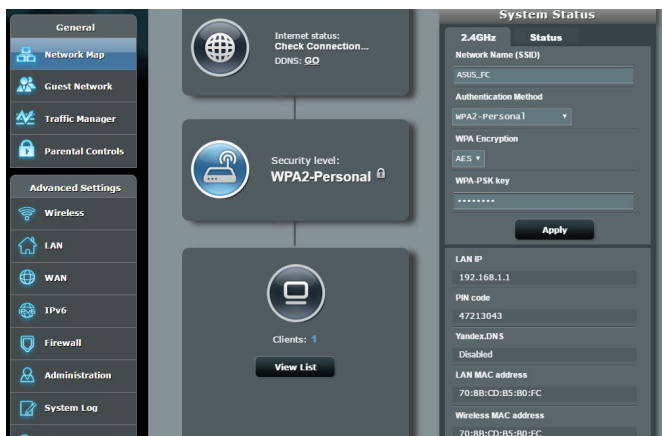 General
Network Map
Guest Network
Traffic Manager
Parental Controls
Advanced Settings
Wireless
LAN
WAN
IPv6
IPv6
Firewall
Administration
System Log
Internet status:
Check Connection...
DDNS: GO
Security level:
WPA2-Personal
Clients: 1
View List
System Status
2.4GHz Status
Network Name (SSID)
ASUS_FC
Authentication Method
WPA2-Personal
WPA Encryption
AES
WPA-PSK key
········
Apply
LAN IP
192.168.1.1
PIN code
47213043
Yandex.DNS
Disabled
LAN MAC address
70:8B:CD:B5:B0:FC
Wireless MAC address
70:8B:CD:B5:B0:FC